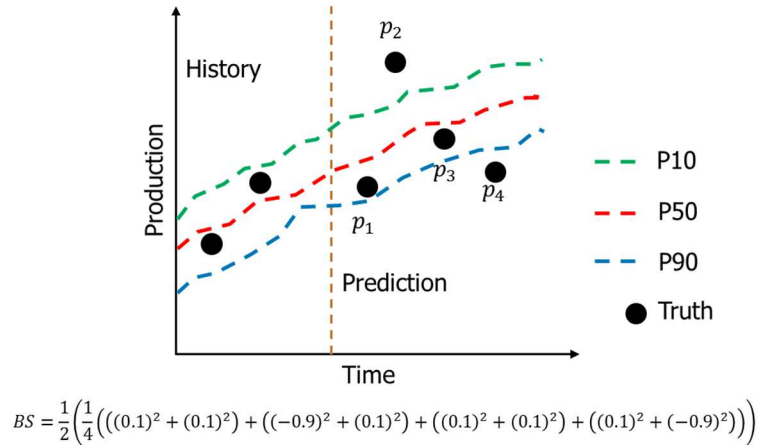 p₂
History
Production
p₁
p₃
p₄
P10
P50
P90
Truth
Prediction
Time
BS = 1/2(1/4(((0.1)² + (0.1)²) + ((−0.9)² + (0.1)²) + ((0.1)² + (0.1)²) + ((0.1)² + (−0.9)²)))